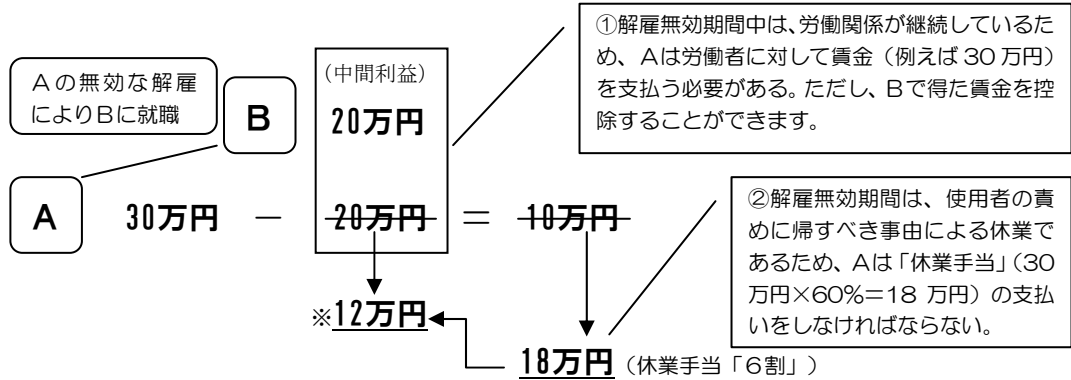 ①解雇無効期間中は、労働関係が継続しているた
め、Aは労働者に対して賃金（例えば30万円）
を支払う必要がある。ただし、Bで得た賃金を控
除することができます。
Aの無効な解雇
によりBに就職
B
（中間利益）
20万円
A
30万円 － 20万円 ＝ 10万円
②解雇無効期間は、使用者の責
めに帰すべき事由による休業で
あるため、Aは「休業手当」（30
万円×60％＝18万円）の支払
いをしなければならない。
※12万円
18万円（休業手当「6割」）